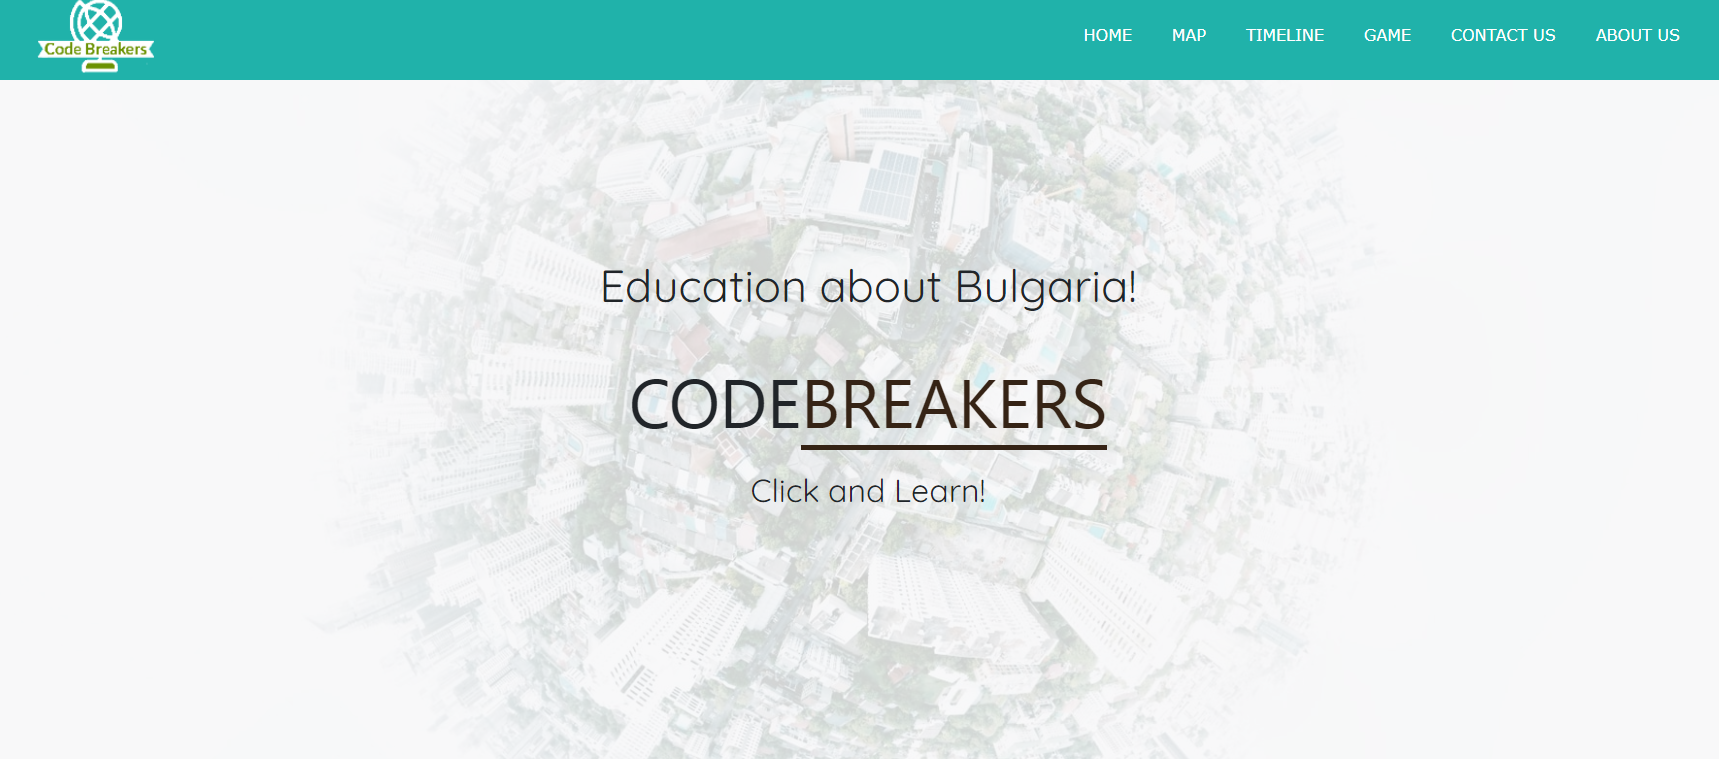 Code Breakers
HOME MAP TIMELINE GAME CONTACT US ABOUT US
Education about Bulgaria!
CODEBREAKERS
Click and Learn!